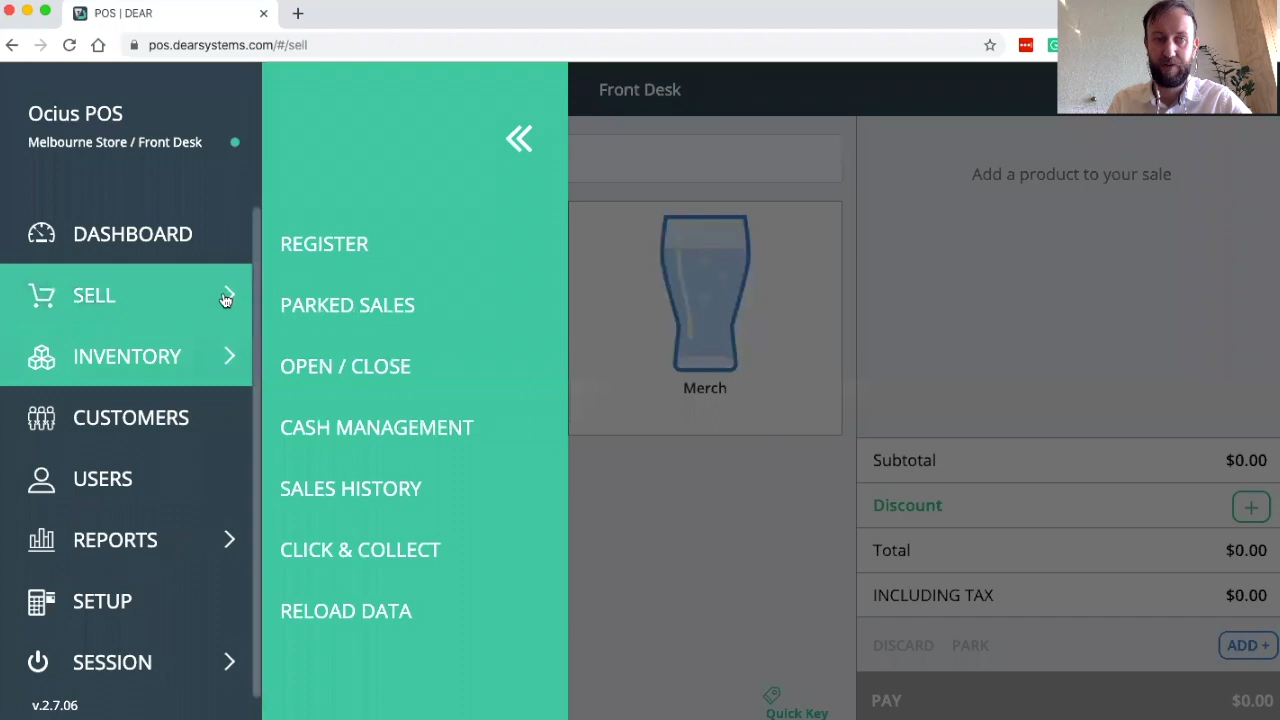 POS | DEAR
pos.dearsystems.com/#/sell
Ocius POS
Melbourne Store / Front Desk
DASHBOARD
SELL
INVENTORY
CUSTOMERS
USERS
REPORTS
SETUP
SESSION
v.2.7.06
REGISTER
PARKED SALES
OPEN / CLOSE
CASH MANAGEMENT
SALES HISTORY
CLICK & COLLECT
RELOAD DATA
Front Desk
Merch
Quick Key
Add a product to your sale
Subtotal $0.00
Discount +
Total $0.00
INCLUDING TAX $0.00
DISCARD PARK ADD +
PAY $0.00